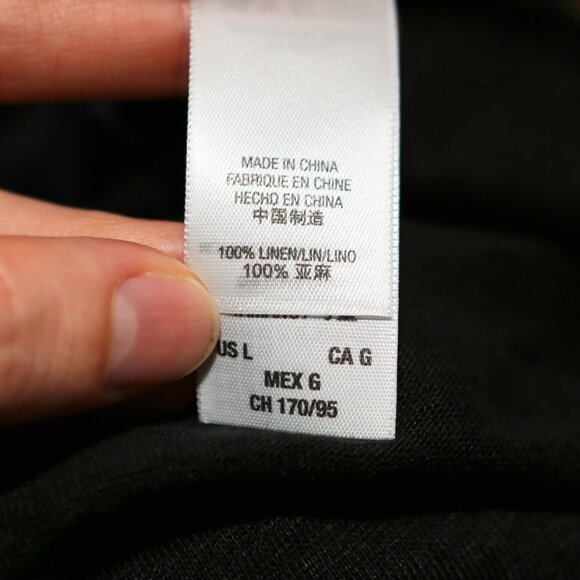 MADE IN CHINA
FABRIQUE EN CHINE
HECHO EN CHINA
中国制造
100% LINEN/LIN/LINO
100% 亚麻
US L CA G
MEX G
CH 170/95